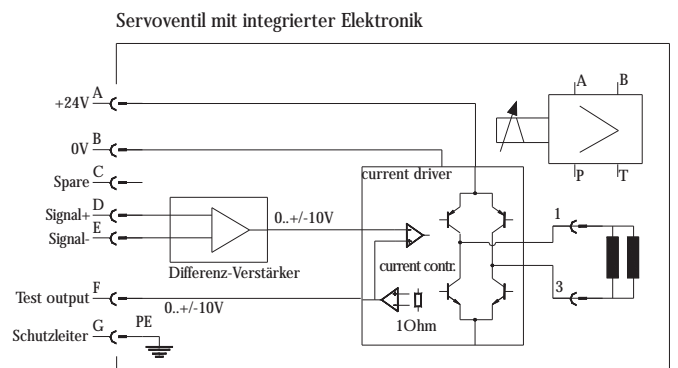 Servoventil mit integrierter Elektronik
A
B
+24V A
0V B
current driver
P
T
Spare C
Signal+ D
0..+/-10V
1
Signal- E
Differenz-Verstärker
current contr.
3
Test output F
0..+/-10V
1Ohm
Schutzleiter G
PE